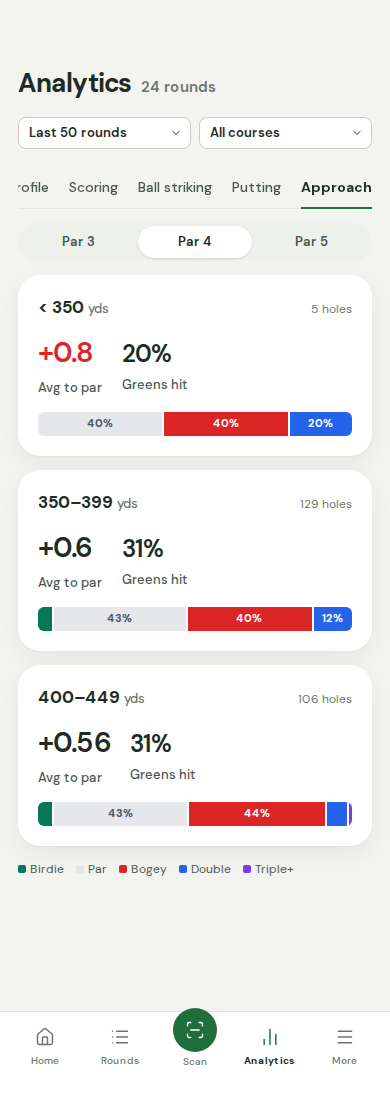 Analytics 24 rounds
Last 50 rounds All courses
rofile Scoring Ball striking Putting Approach
Par 3 Par 4 Par 5
< 350 yds 5 holes
+0.8 20%
Avg to par Greens hit
40% 40% 20%
350–399 yds 129 holes
+0.6 31%
Avg to par Greens hit
43% 40% 12%
400–449 yds 106 holes
+0.56 31%
Avg to par Greens hit
43% 44%
Birdie Par Bogey Double Triple+
Home Rounds Scan Analytics More